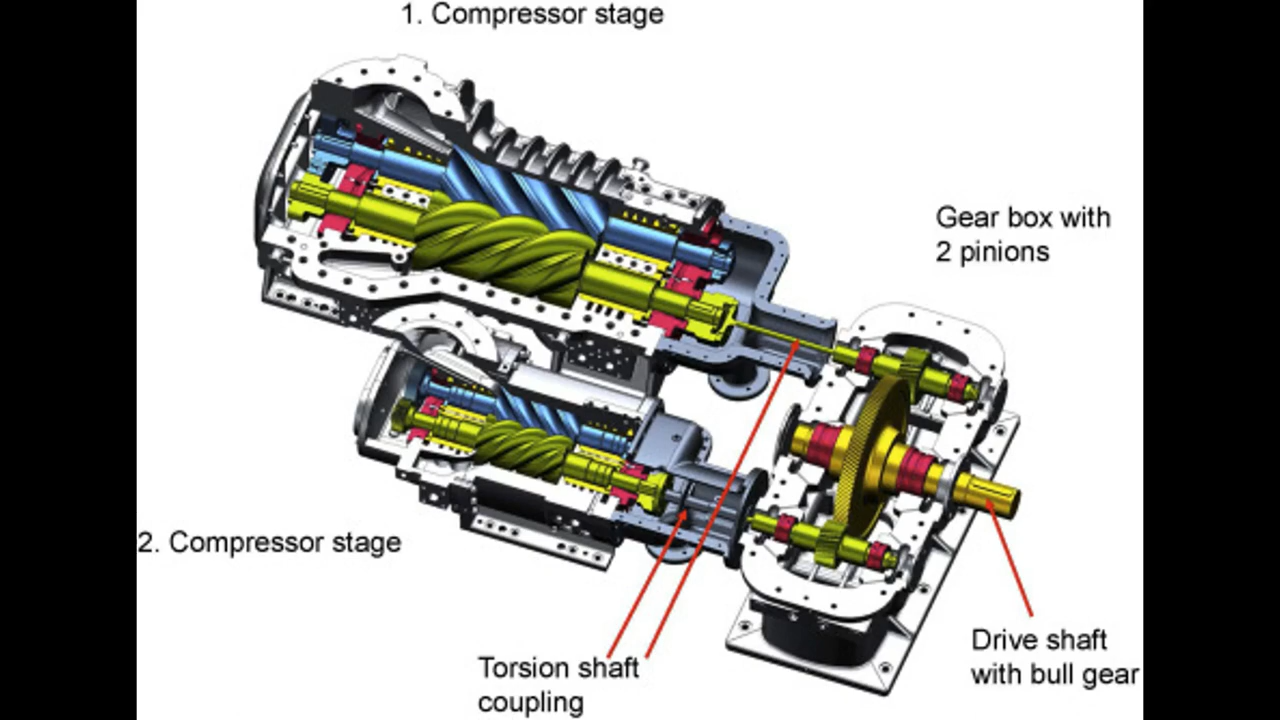 1. Compressor stage
Gear box with
2 pinions
2. Compressor stage
Torsion shaft
coupling
Drive shaft
with bull gear